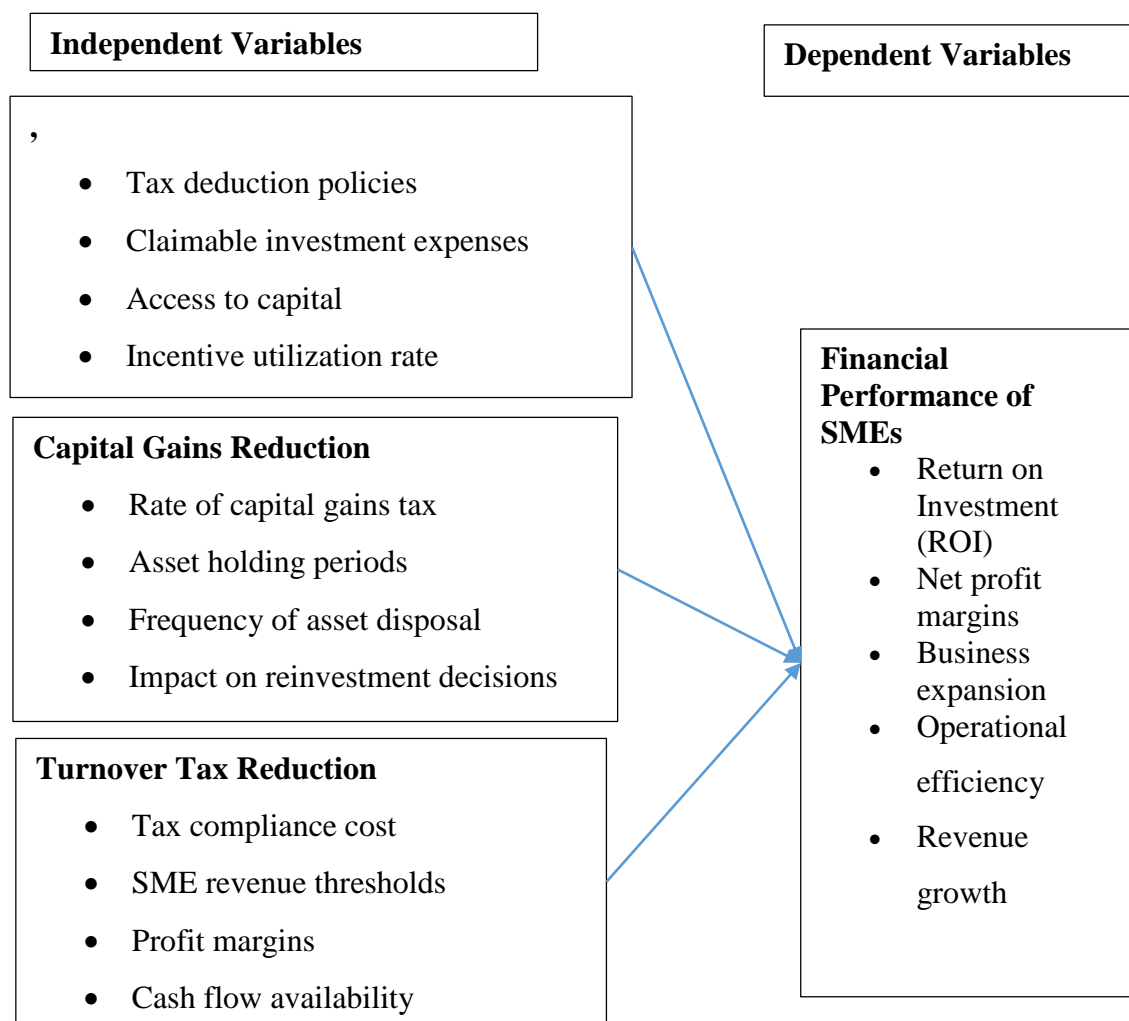 Independent Variables
Dependent Variables
,
• Tax deduction policies
• Claimable investment expenses
• Access to capital
• Incentive utilization rate
Capital Gains Reduction
• Rate of capital gains tax
• Asset holding periods
• Frequency of asset disposal
• Impact on reinvestment decisions
Turnover Tax Reduction
• Tax compliance cost
• SME revenue thresholds
• Profit margins
• Cash flow availability
Financial
Performance of
SMEs
• Return on
Investment
(ROI)
• Net profit
margins
• Business
expansion
• Operational
efficiency
• Revenue
growth